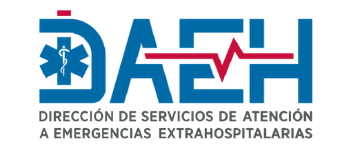 DAEH
DIRECCIÓN DE SERVICIOS DE ATENCIÓN
A EMERGENCIAS EXTRAHOSPITALARIAS